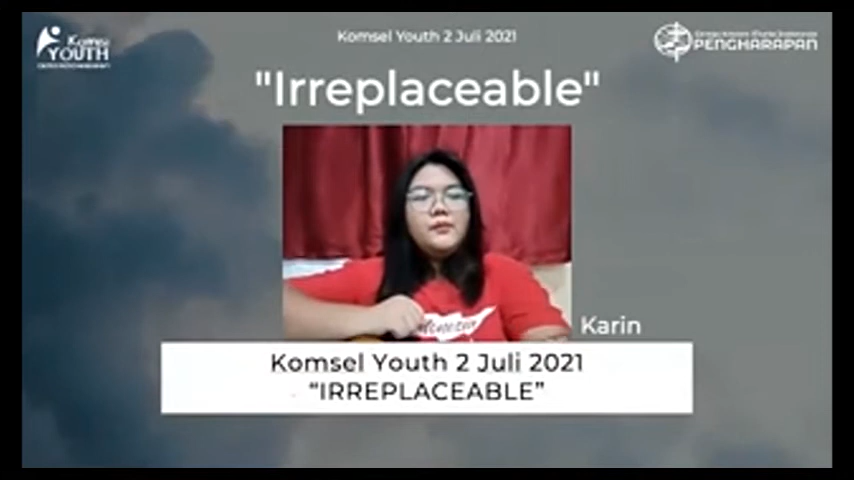 Komsel
YOUTH
Komsel Youth 2 Juli 2021
PENGHARAPAN
"Irreplaceable"
Karin
Komsel Youth 2 Juli 2021
“IRREPLACEABLE”